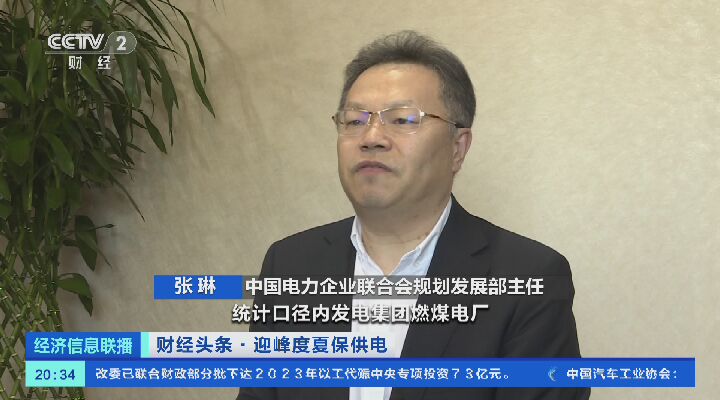 CCTV 2
财经
张琳 中国电力企业联合会规划发展部主任
统计口径内发电集团燃煤电厂
经济信息联播 财经头条·迎峰度夏保供电
20:34 改委已联合财政部分批下达2023年以工代赈中央专项投资73亿元。 中国汽车工业协会: